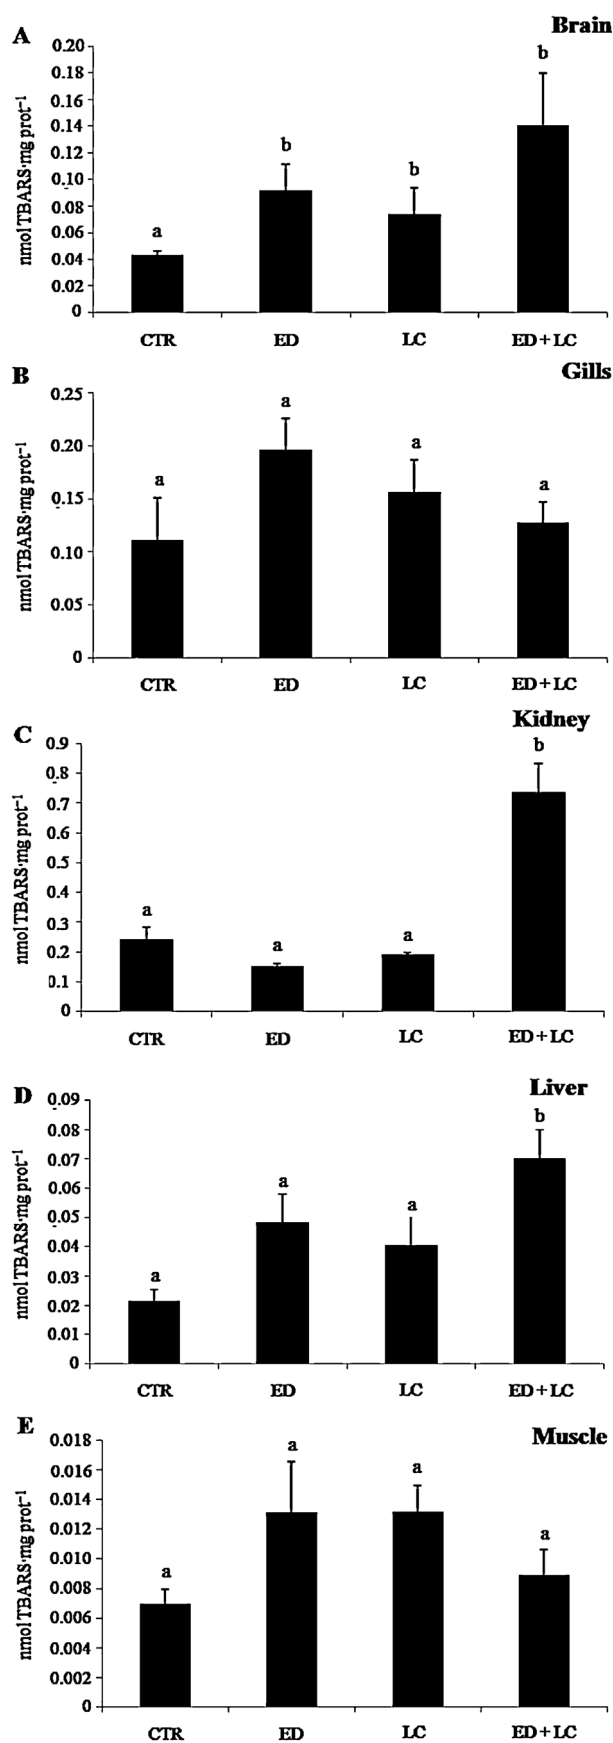 A
Brain
nmol TBARS·mg prot⁻¹
0.20
0.18
0.16
0.14
0.12
0.10
0.08
0.06
0.04
0.02
0
a
b
b
b
CTR
ED
LC
ED + LC
B
Gills
nmol TBARS·mg prot⁻¹
0.25
0.20
0.15
0.10
0.05
0
a
a
a
a
CTR
ED
LC
ED + LC
C
Kidney
nmol TBARS·mg prot⁻¹
0.9
0.8
0.7
0.6
0.5
0.4
0.3
0.2
0.1
0
a
a
a
b
CTR
ED
LC
ED + LC
D
Liver
nmol TBARS·mg prot⁻¹
0.09
0.08
0.07
0.06
0.05
0.04
0.03
0.02
0.01
0
a
a
a
b
CTR
ED
LC
ED + LC
E
Muscle
nmol TBARS·mg prot⁻¹
0.018
0.016
0.014
0.012
0.010
0.008
0.006
0.004
0.002
0
a
a
a
a
CTR
ED
LC
ED + LC